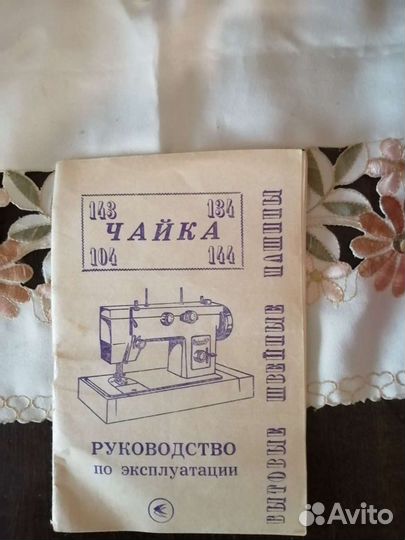 143 134
ЧАЙКА
104 144
РУКОВОДСТВО
по эксплуатации
БЫТОВЫЕ ШВЕЙНЫЕ МАШИНЫ
Avito